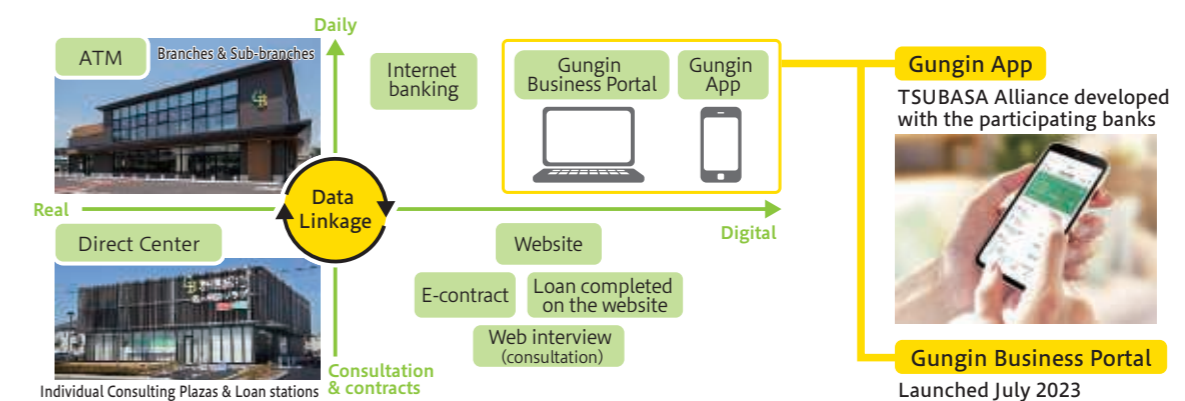 Daily
ATM
Branches & Sub-branches
Internet
banking
Gungin
Business Portal
Gungin
App
Gungin App
TSUBASA Alliance developed
with the participating banks
Data
Linkage
Real
Digital
Direct Center
Website
E-contract
Loan completed
on the website
Web interview
(consultation)
Consultation
& contracts
Individual Consulting Plazas & Loan stations
Gungin Business Portal
Launched July 2023